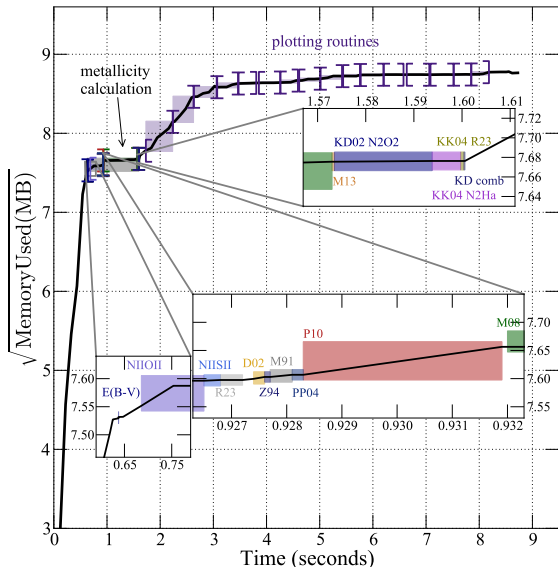 9
8
7
6
5
4
3
√MemoryUsed(MB)
plotting routines
metallicity
calculation
1.57
1.58
1.59
1.60
1.61
7.72
7.70
7.68
7.66
7.64
KD02 N2O2
KK04 R23
M13
KD comb
KK04 N2Ha
M08
P10
D02
M91
NIISII
R23
Z94
PP04
7.70
7.65
7.60
7.55
0.927
0.928
0.929
0.930
0.931
0.932
NIIOII
E(B-V)
7.60
7.55
7.50
0.65
0.75
0
1
2
3
4
5
6
7
8
9
Time (seconds)